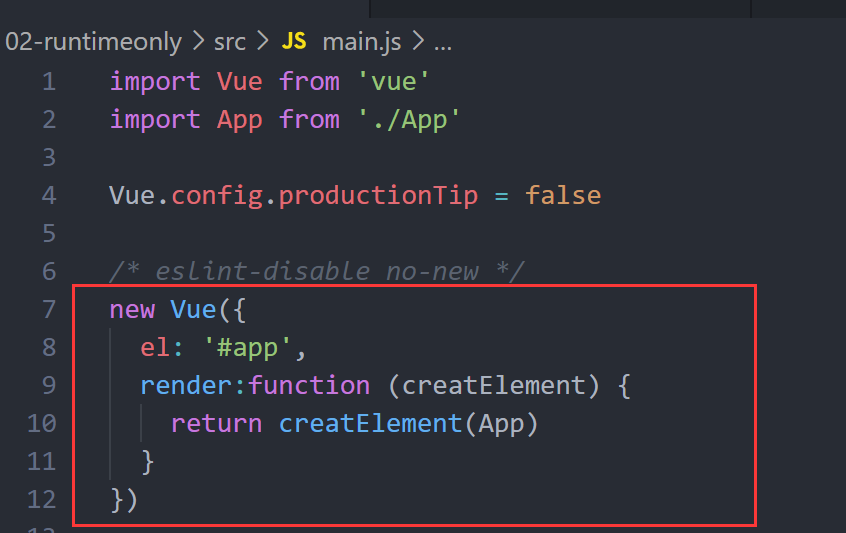 02-runtimeonly > src > JS main.js > ...
1 import Vue from 'vue'
2 import App from './App'
3
4 Vue.config.productionTip = false
5
6 /* eslint-disable no-new */
7 new Vue({
8 el: '#app',
9 render:function (creatElement) {
10 return creatElement(App)
11 }
12 })
13